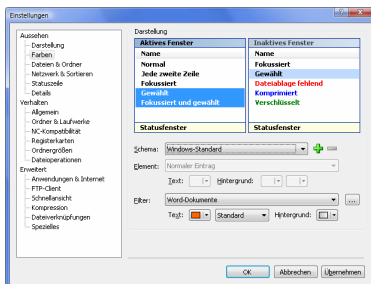 Einstellungen
Aussehen
Darstellung
Farben
Dateien & Ordner
Netzwerk & Sortieren
Statuszeile
Details
Verhalten
Allgemein
Ordner & Laufwerke
NC-Kompatibilität
Registerkarten
Ordnergrößen
Dateioperationen
Erweitert
Anwendungen & Internet
FTP-Client
Schnellansicht
Kompression
Dateiverknüpfungen
Spezielles
Darstellung
Aktives Fenster
Name
Normal
Jede zweite Zeile
Fokussiert
Gewählt
Fokussiert und gewählt
Statusfenster
Inaktives Fenster
Name
Fokussiert
Gewählt
Dateiablage fehlend
Komprimiert
Verschlüsselt
Statusfenster
Schema: Windows-Standard
Element: Normaler Eintrag
Text: Hintergrund:
Filter: Word-Dokumente ...
Text: Standard Hintergrund:
OK Abbrechen Übernehmen